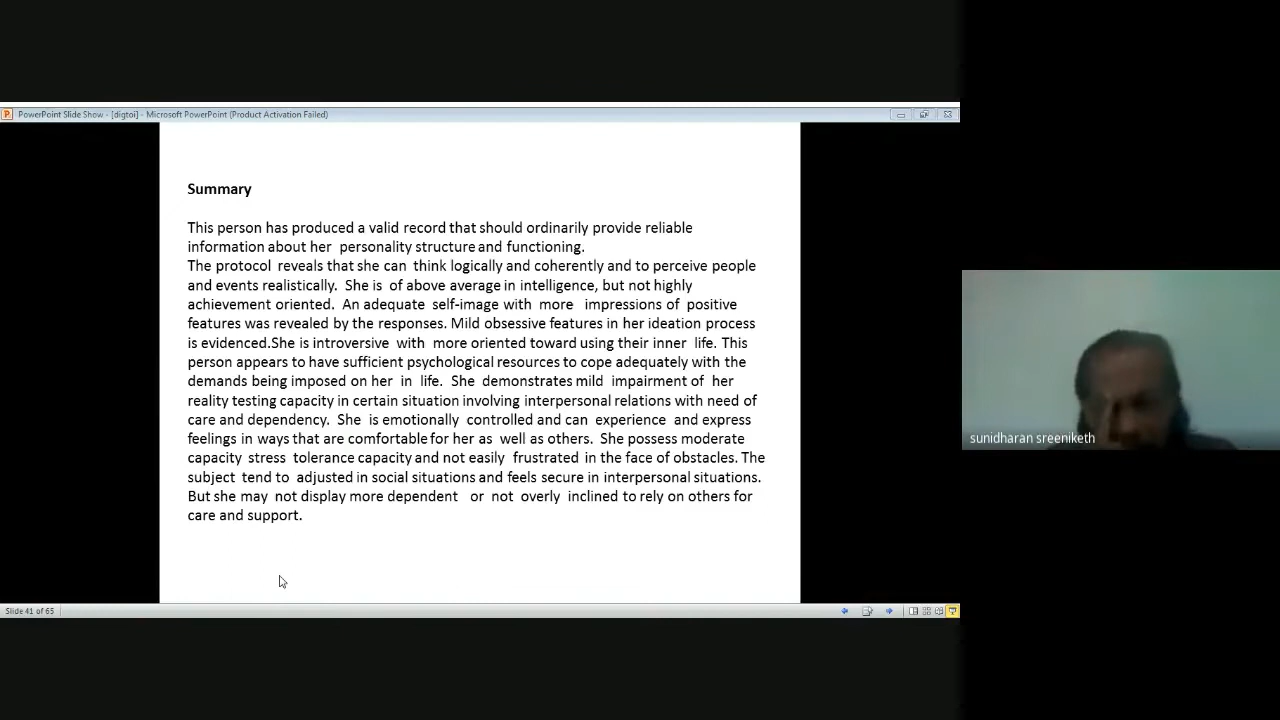 PowerPoint Slide Show - [digtoi] - Microsoft PowerPoint (Product Activation Failed)
Summary
This person has produced a valid record that should ordinarily provide reliable
information about her personality structure and functioning.
The protocol reveals that she can think logically and coherently and to perceive people
and events realistically. She is of above average in intelligence, but not highly
achievement oriented. An adequate self-image with more impressions of positive
features was revealed by the responses. Mild obsessive features in her ideation process
is evidenced.She is introversive with more oriented toward using their inner life. This
person appears to have sufficient psychological resources to cope adequately with the
demands being imposed on her in life. She demonstrates mild impairment of her
reality testing capacity in certain situation involving interpersonal relations with need of
care and dependency. She is emotionally controlled and can experience and express
feelings in ways that are comfortable for her as well as others. She possess moderate
capacity stress tolerance capacity and not easily frustrated in the face of obstacles. The
subject tend to adjusted in social situations and feels secure in interpersonal situations.
But she may not display more dependent or not overly inclined to rely on others for
care and support.
sunidharan sreeniketh
Slide 41 of 65